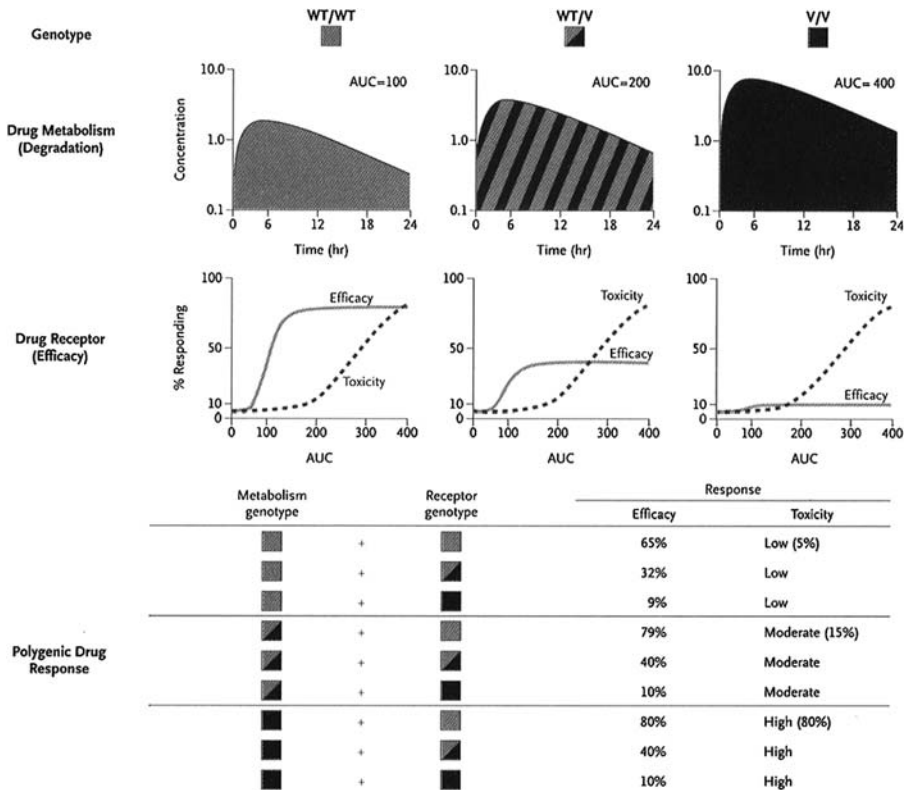 WT/WT WT/V V/V
Genotype
10.0 AUC=100 10.0 AUC=200 10.0 AUC= 400
Drug Metabolism
(Degradation)
Concentration
1.0 1.0 1.0
0.1 0.1 0.1
0 6 12 18 24 0 6 12 18 24 0 6 12 18 24
Time (hr) Time (hr) Time (hr)
100 100 100
Efficacy Toxicity Toxicity
Drug Receptor
(Efficacy)
% Responding
50 50 50
Toxicity Efficacy Efficacy
10 10 10
0 0 0
0 100 200 300 400 0 100 200 300 400 0 100 200 300 400
AUC AUC AUC
Response
Metabolism Receptor
genotype genotype Efficacy Toxicity
+ 65% Low (5%)
+ 32% Low
+ 9% Low
Polygenic Drug
Response
+ 79% Moderate (15%)
+ 40% Moderate
+ 10% Moderate
+ 80% High (80%)
+ 40% High
+ 10% High